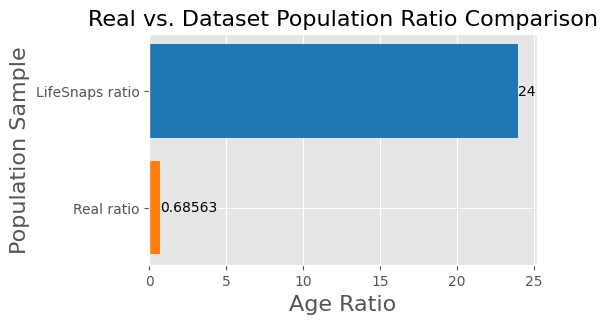 Real vs. Dataset Population Ratio Comparison
Population Sample
LifeSnaps ratio
24
Real ratio
0.68563
0 5 10 15 20 25
Age Ratio